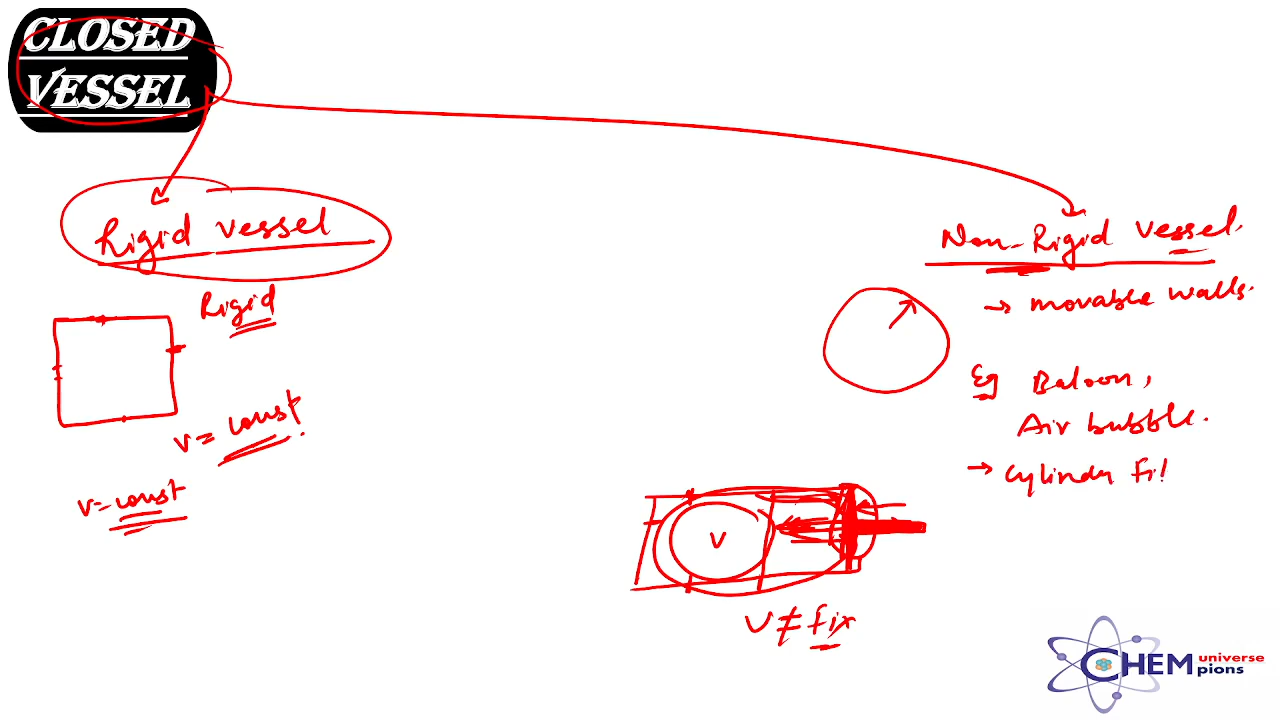 CLOSED
VESSEL
Rigid vessel
Rigid
V = const
V = const
Non-Rigid Vessel.
→ movable walls.
Eg Baloon,
Air bubble.
→ Cylinder
V
V ≠ fix
CHEM universe
pions